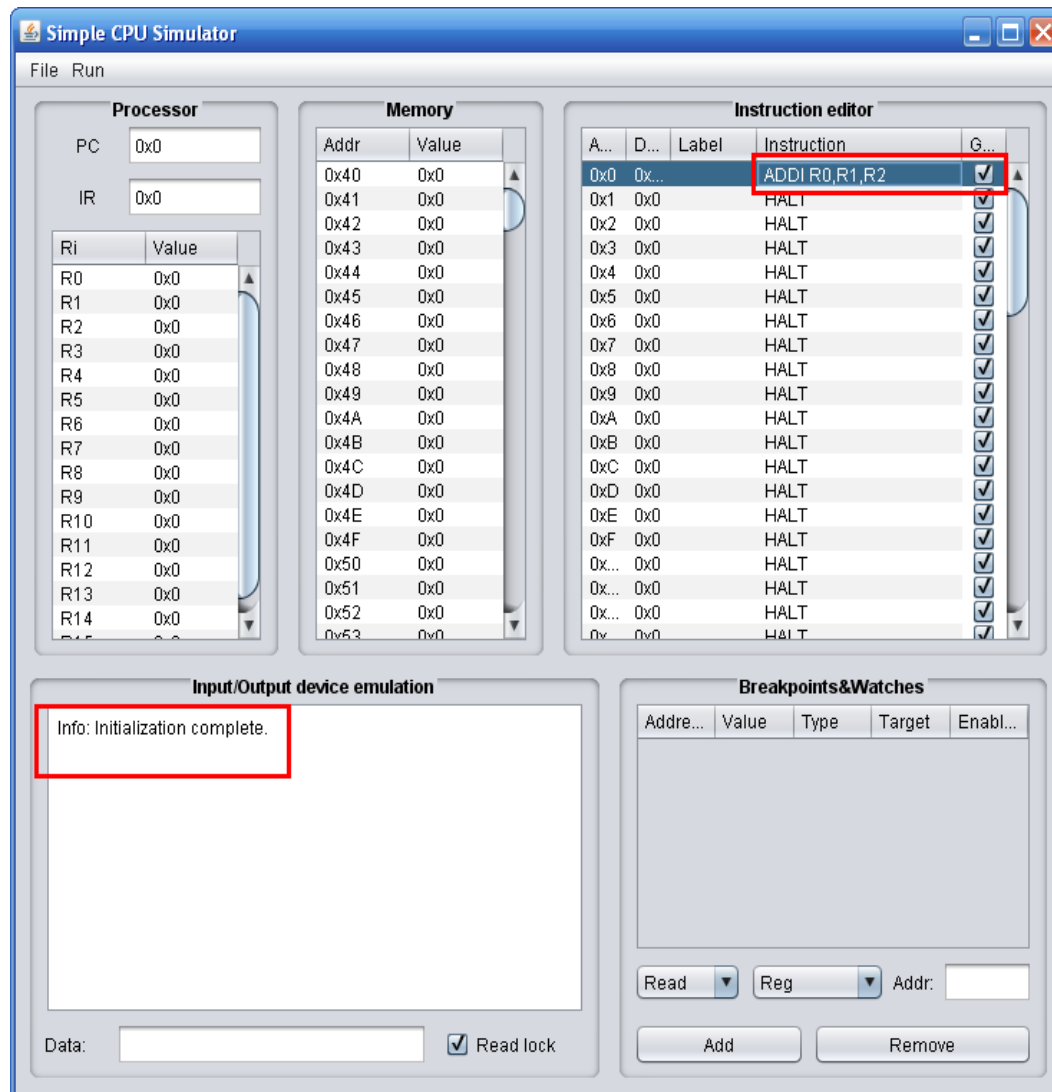 Simple CPU Simulator
File Run
Processor
PC 0x0
IR 0x0
Ri Value
R0 0x0
R1 0x0
R2 0x0
R3 0x0
R4 0x0
R5 0x0
R6 0x0
R7 0x0
R8 0x0
R9 0x0
R10 0x0
R11 0x0
R12 0x0
R13 0x0
R14 0x0
Memory
Addr Value
0x40 0x0
0x41 0x0
0x42 0x0
0x43 0x0
0x44 0x0
0x45 0x0
0x46 0x0
0x47 0x0
0x48 0x0
0x49 0x0
0x4A 0x0
0x4B 0x0
0x4C 0x0
0x4D 0x0
0x4E 0x0
0x4F 0x0
0x50 0x0
0x51 0x0
0x52 0x0
0x53 0x0
Instruction editor
A... D... Label Instruction G...
0x0 0x... ADDI R0,R1,R2
0x1 0x0 HALT
0x2 0x0 HALT
0x3 0x0 HALT
0x4 0x0 HALT
0x5 0x0 HALT
0x6 0x0 HALT
0x7 0x0 HALT
0x8 0x0 HALT
0x9 0x0 HALT
0xA 0x0 HALT
0xB 0x0 HALT
0xC 0x0 HALT
0xD 0x0 HALT
0xE 0x0 HALT
0xF 0x0 HALT
0x... 0x0 HALT
0x... 0x0 HALT
0x... 0x0 HALT
0x... 0x0 HALT
Input/Output device emulation
Info: Initialization complete.
Data: Read lock
Breakpoints&Watches
Addre... Value Type Target Enabl...
Read Reg Addr:
Add Remove